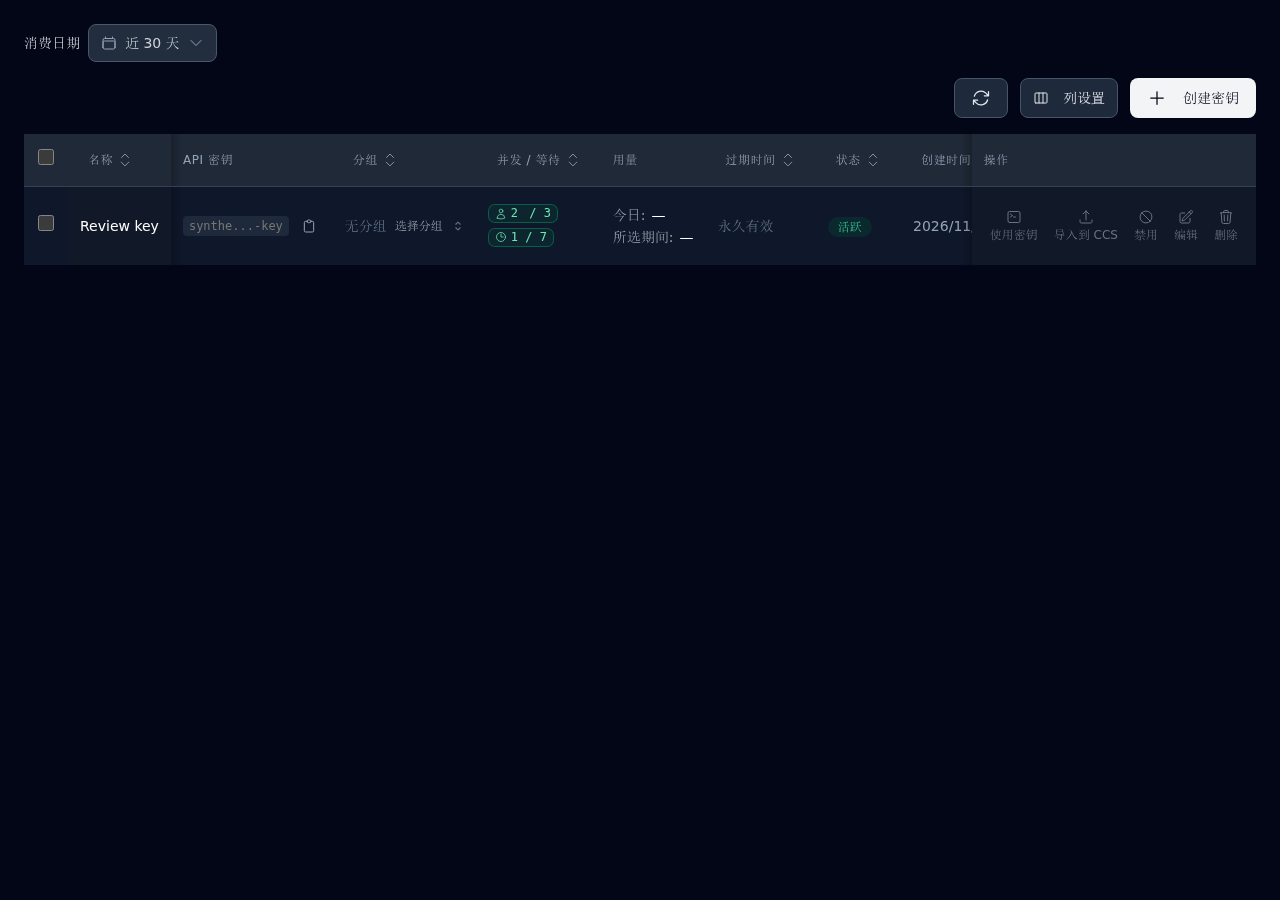 消费日期 近 30 天
列设置 创建密钥
名称 API 密钥 分组 并发 / 等待 用量 过期时间 状态 创建时间 操作
Review key synthe...-key 无分组 选择分组 2 / 3 今日: — 永久有效 活跃 2026/11 使用密钥 导入到 CCS 禁用 编辑 删除
1 / 7 所选期间: —